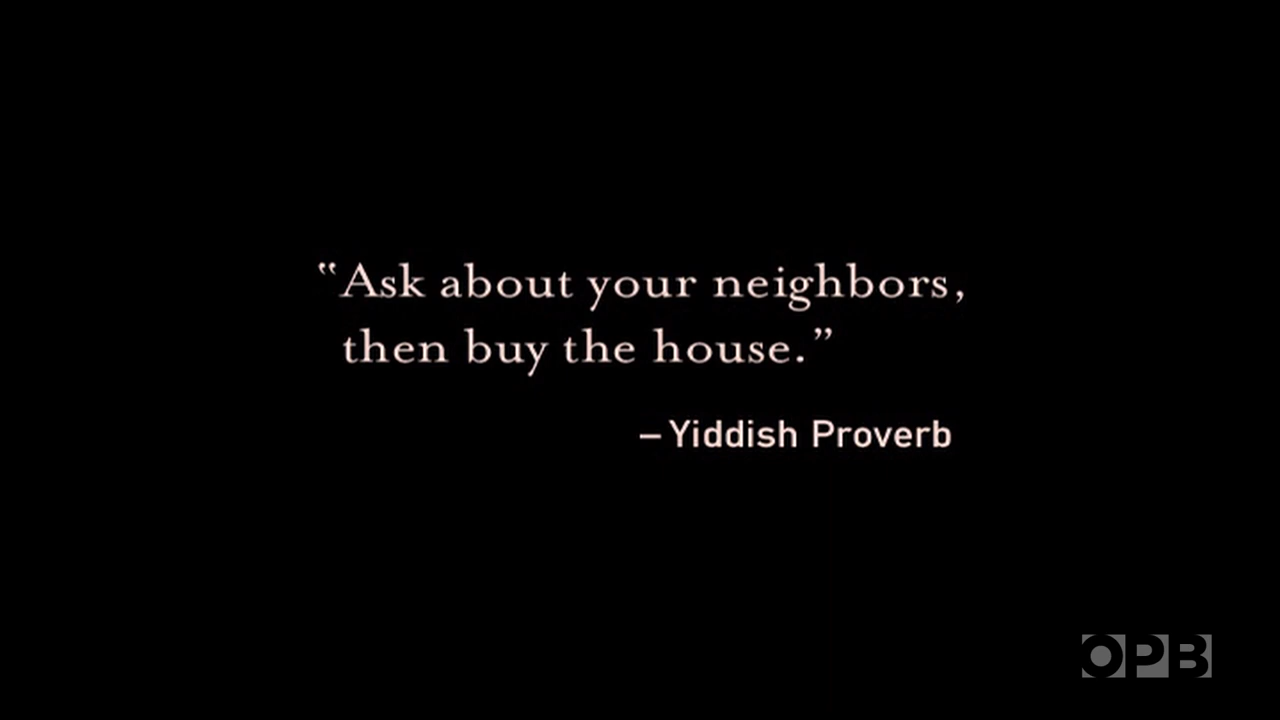 “Ask about your neighbors,
then buy the house.”
– Yiddish Proverb
OPB